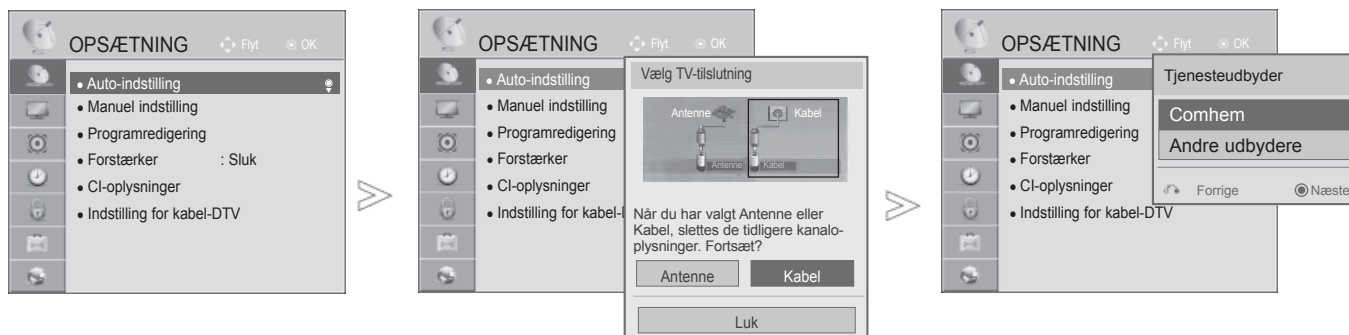 OPSÆTNING Flyt OK
• Auto-indstilling
• Manuel indstilling
• Programredigering
• Forstærker : Sluk
• CI-oplysninger
• Indstilling for kabel-DTV
OPSÆTNING Flyt OK
• Auto-indstilling
• Manuel indstilling
• Programredigering
• Forstærker
• CI-oplysninger
• Indstilling for kabel-
Vælg TV-tilslutning
Antenne Kabel
Antenne Kabel
Når du har valgt Antenne eller
Kabel, slettes de tidligere kanalo-
plysninger. Fortsæt?
Antenne Kabel
Luk
OPSÆTNING Flyt OK
• Auto-indstilling
• Manuel indstilling
• Programredigering
• Forstærker
• CI-oplysninger
• Indstilling for kabel-DTV
Tjenesteudbyder
Comhem
Andre udbydere
Forrige Næste